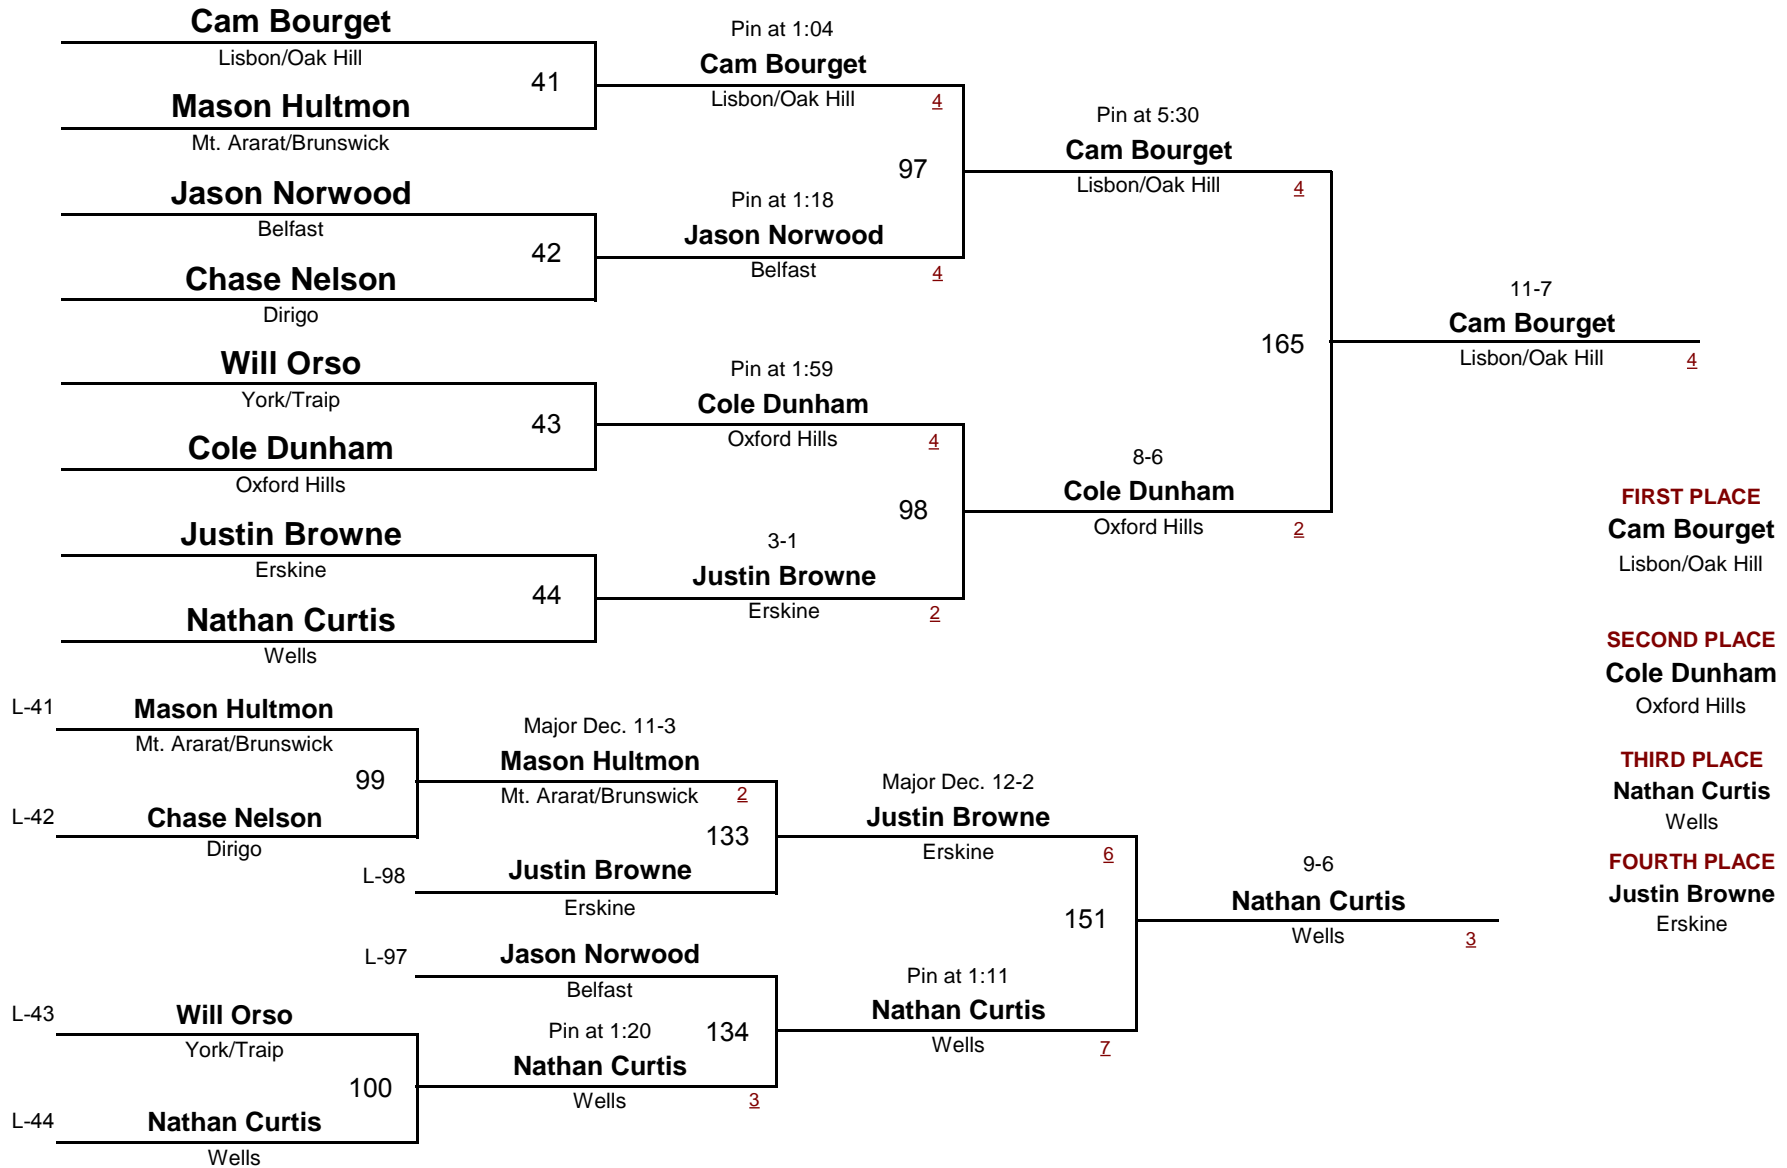 Cam Bourget
Lisbon/Oak Hill
41
Mason Hultmon
Mt. Ararat/Brunswick
Jason Norwood
Belfast
42
Chase Nelson
Dirigo
Will Orso
York/Traip
43
Cole Dunham
Oxford Hills
Justin Browne
Erskine
44
Nathan Curtis
Wells
Pin at 1:04
Cam Bourget
Lisbon/Oak Hill 4
97
Pin at 1:18
Jason Norwood
Belfast 4
Pin at 1:59
Cole Dunham
Oxford Hills 4
98
3-1
Justin Browne
Erskine 2
Pin at 5:30
Cam Bourget
Lisbon/Oak Hill 4
165
8-6
Cole Dunham
Oxford Hills 2
11-7
Cam Bourget
Lisbon/Oak Hill 4
FIRST PLACE
Cam Bourget
Lisbon/Oak Hill
SECOND PLACE
Cole Dunham
Oxford Hills
THIRD PLACE
Nathan Curtis
Wells
FOURTH PLACE
Justin Browne
Erskine
L-41 Mason Hultmon
Mt. Ararat/Brunswick
99
L-42 Chase Nelson
Dirigo
Major Dec. 11-3
Mason Hultmon
Mt. Ararat/Brunswick 2
133
L-98 Justin Browne
Erskine
L-97 Jason Norwood
Belfast
134
L-43 Will Orso
York/Traip
100
L-44 Nathan Curtis
Wells
Pin at 1:20
Nathan Curtis
Wells 3
Major Dec. 12-2
Justin Browne
Erskine 6
151
Pin at 1:11
Nathan Curtis
Wells 7
9-6
Nathan Curtis
Wells 3